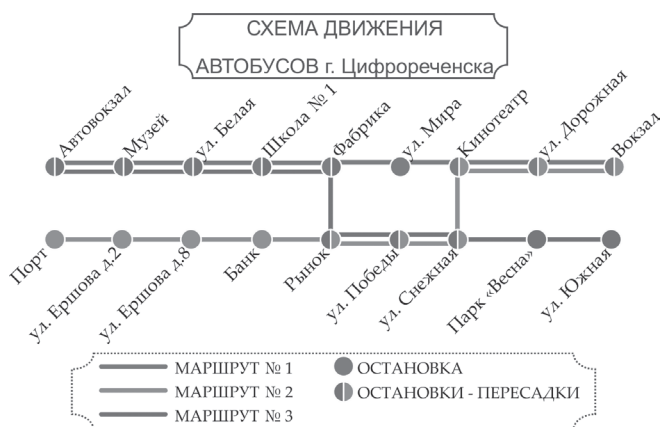 СХЕМА ДВИЖЕНИЯ
АВТОБУСОВ г. Цифрореченска
Автовокзал
Музей
ул. Белая
Школа № 1
Фабрика
ул. Мира
Кинотеатр
ул. Дорожная
Вокзал
Порт
ул. Ершова д.2
ул. Ершова д.8
Банк
Рынок
ул. Победы
ул. Снежная
Парк «Весна»
ул. Южная
МАРШРУТ № 1
ОСТАНОВКА
МАРШРУТ № 2
ОСТАНОВКИ - ПЕРЕСАДКИ
МАРШРУТ № 3